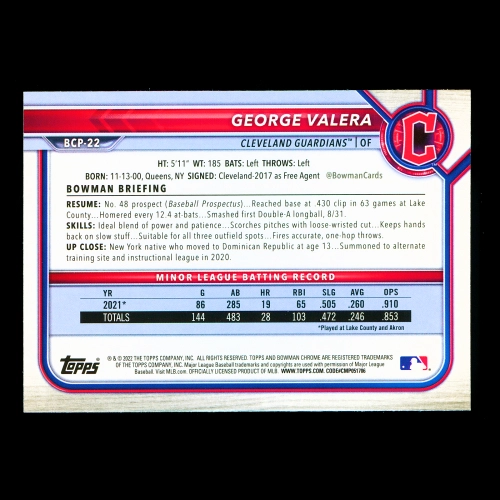 GEORGE VALERA
BCP-22
CLEVELAND GUARDIANS™ | OF
C
HT: 5'11" WT: 185 BATS: Left THROWS: Left
BORN: 11-13-00, Queens, NY SIGNED: Cleveland-2017 as Free Agent @BowmanCards
BOWMAN BRIEFING
RESUME: No. 48 prospect (Baseball Prospectus)...Reached base at .430 clip in 63 games at Lake
County...Homered every 12.4 at-bats...Smashed first Double-A longball, 8/31.
SKILLS: Ideal blend of power and patience...Scorches pitches with loose-wristed cut...Keeps hands
back on slow stuff...Suitable for all three outfield spots...Fires accurate, one-hop throws.
UP CLOSE: New York native who moved to Dominican Republic at age 13...Summoned to alternate
training site and instructional league in 2020.
MINOR LEAGUE BATTING RECORD
YR G AB HR RBI SLG AVG OPS
2021* 86 285 19 65 .505 .260 .910
TOTALS 144 483 28 103 .472 .246 .853
*Played at Lake County and Akron
Topps
® & © 2022 THE TOPPS COMPANY, INC. ALL RIGHTS RESERVED. TOPPS AND BOWMAN CHROME ARE REGISTERED TRADEMARKS
OF THE TOPPS COMPANY, INC. Major League Baseball trademarks and copyrights are used with permission of Major League
Baseball. Visit MLB.com. OFFICIALLY LICENSED PRODUCT OF MLB. WWW.TOPPS.COM. CODE#CMP051786